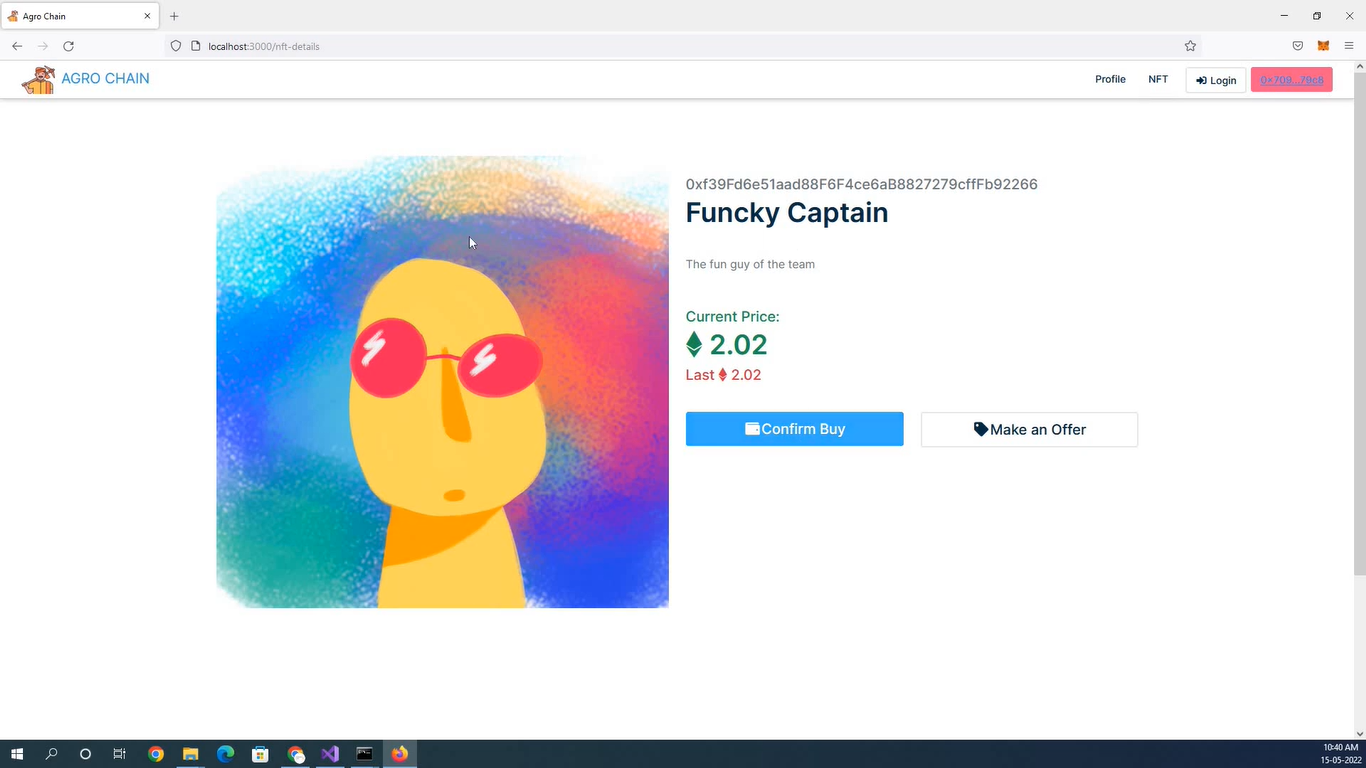 Agro Chain
localhost:3000/nft-details
AGRO CHAIN
Profile
NFT
Login
0x709...79c8
0xf39Fd6e51aad88F6F4ce6aB8827279cffFb92266
Funcky Captain
The fun guy of the team
Current Price:
2.02
Last 2.02
Confirm Buy
Make an Offer
10:40 AM
15-05-2022